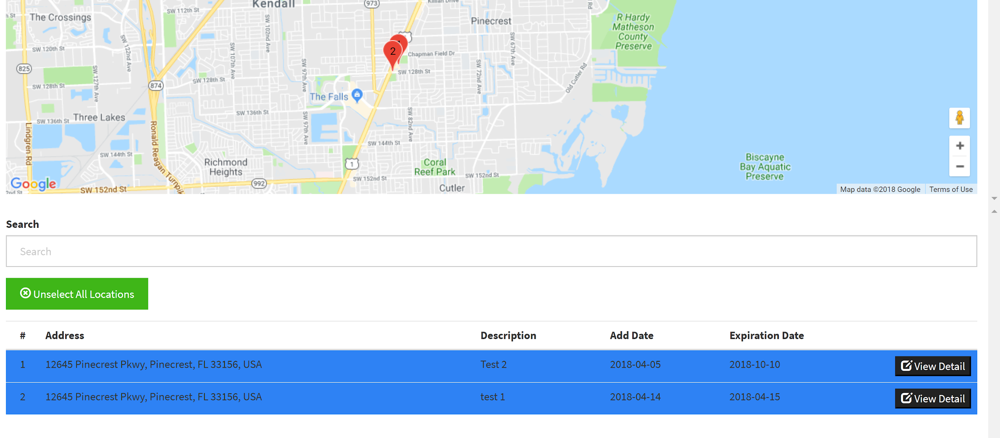 Kendall
973
Killian Drive
SW 112th St
The Crossings
h St
Pinecrest
R Hardy
Matheson
County
Preserve
Rd
SW 102nd Ave
SW 122nd Ave
SW 120th St
SW 107th Ave
1
2
Chapman Field Dr
SW 67th Ave
SW 128th St
SW 97th Ave
SW 72nd Ave
Old Cutler Rd
825
SW 127th Ave
SW 128th St
874
SW 128th St
The Falls
SW 136th St
Three Lakes
SW 136th St
SW 97th Ave
SW 82nd Ave
Lindgren Rd
Ronald Reagan Turnpik
SW 144th St
SW 144th St
Richmond
Heights
1
Coral
Reef Park
Biscayne
Bay Aquatic
Preserve
SW 152nd St
SW 152nd St
992
Cutler
Google
SW 152nd St
2nd St
Map data ©2018 Google
Terms of Use
Search
Search
Unselect All Locations
# Address Description Add Date Expiration Date
1 12645 Pinecrest Pkwy, Pinecrest, FL 33156, USA Test 2 2018-04-05 2018-10-10 View Detail
2 12645 Pinecrest Pkwy, Pinecrest, FL 33156, USA test 1 2018-04-14 2018-04-15 View Detail